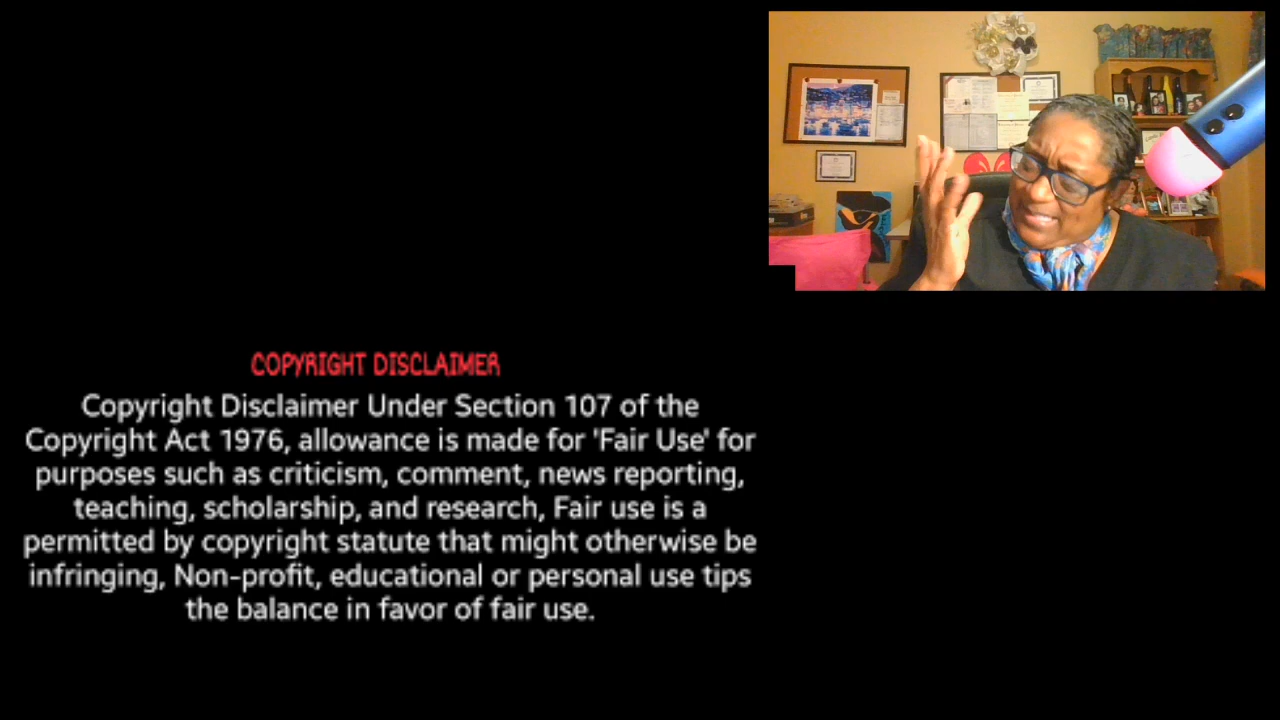 COPYRIGHT DISCLAIMER
Copyright Disclaimer Under Section 107 of the
Copyright Act 1976, allowance is made for 'Fair Use' for
purposes such as criticism, comment, news reporting,
teaching, scholarship, and research, Fair use is a
permitted by copyright statute that might otherwise be
infringing, Non-profit, educational or personal use tips
the balance in favor of fair use.